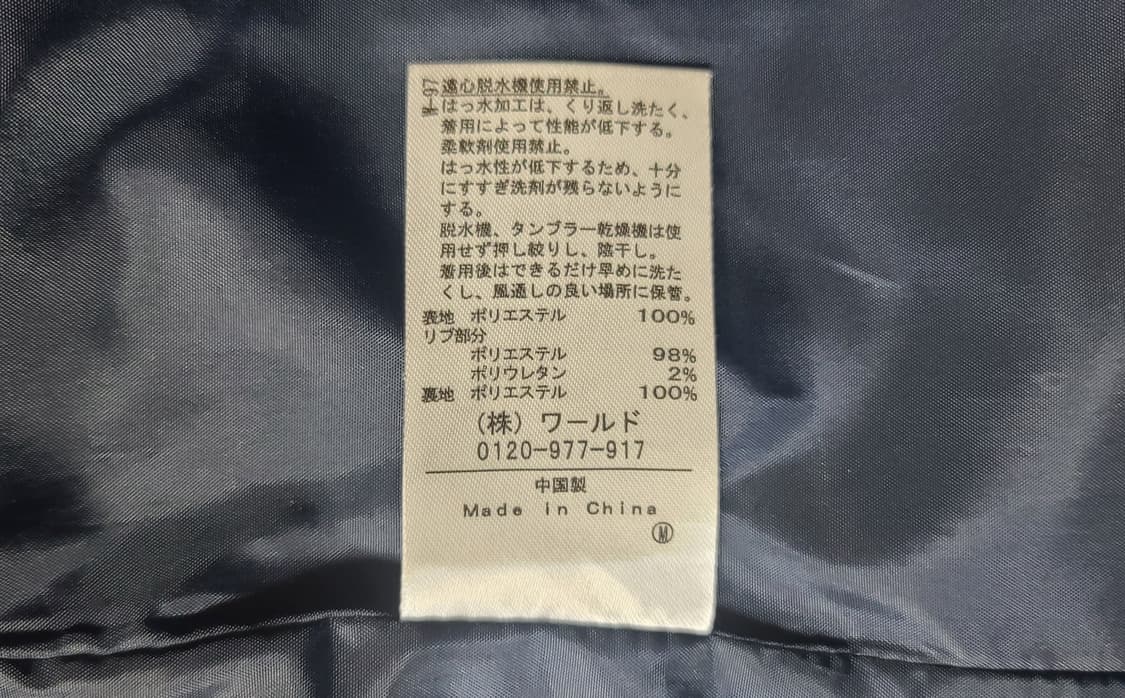 W-97
遠心脱水機使用禁止。
はっ水加工は、くり返し洗たく、
着用によって性能が低下する。
柔軟剤使用禁止。
はっ水性が低下するため、十分
にすすぎ洗剤が残らないように
する。
脱水機、タンブラー乾燥機は使
用せず押し絞りし、陰干し。
着用後はできるだけ早めに洗た
くし、風通しの良い場所に保管。
表地 ポリエステル 100%
リブ部分
ポリエステル 98%
ポリウレタン 2%
裏地 ポリエステル 100%
(株) ワールド
0120-977-917
中国製
Made in China
Ⓜ